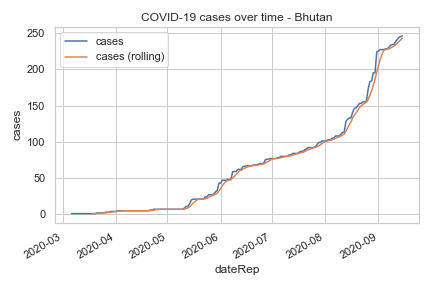 COVID-19 cases over time - Bhutan
cases
cases (rolling)
250
200
150
100
50
0
cases
2020-03
2020-04
2020-05
2020-06
2020-07
2020-08
2020-09
dateRep